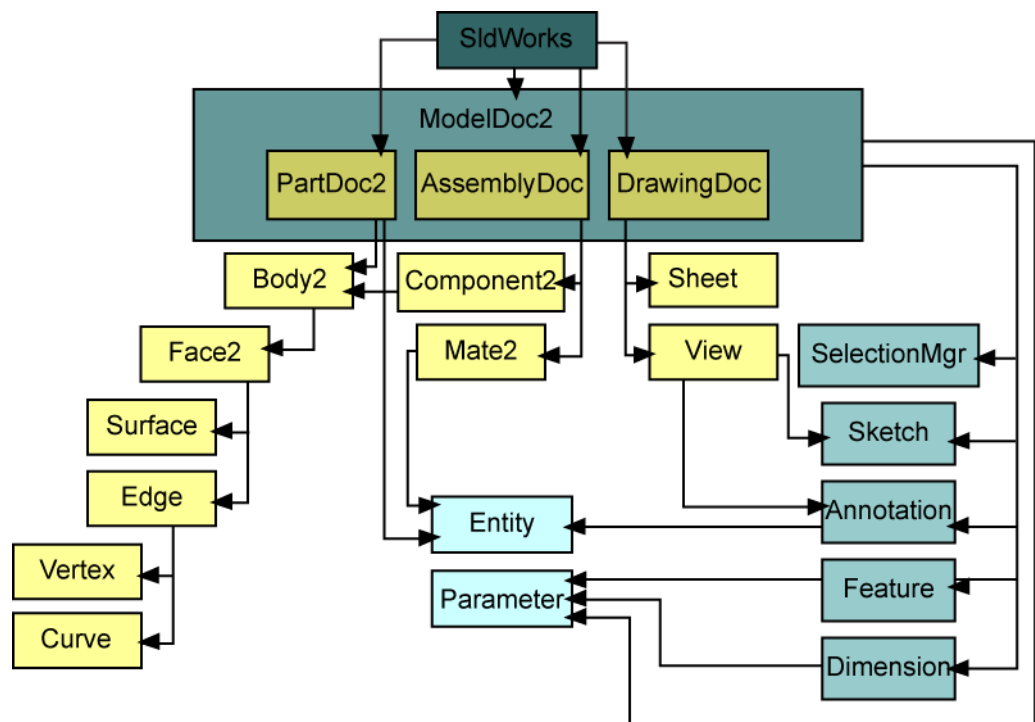 SldWorks
ModelDoc2
PartDoc2
AssemblyDoc
DrawingDoc
Body2
Component2
Sheet
Face2
Mate2
View
SelectionMgr
Surface
Sketch
Edge
Entity
Annotation
Vertex
Parameter
Feature
Curve
Dimension